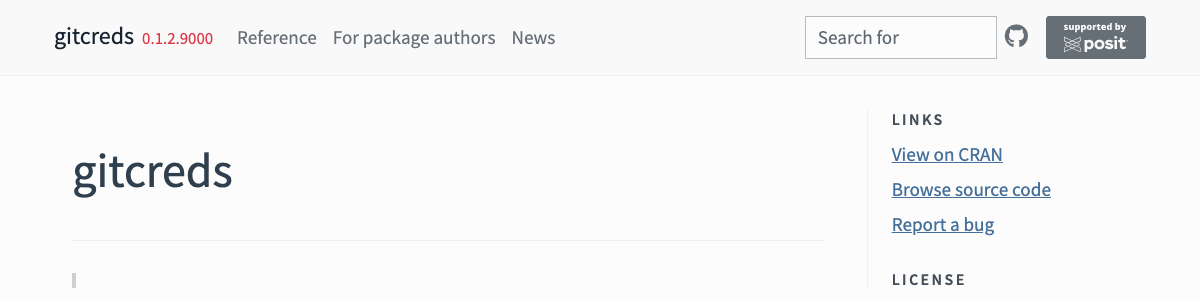 gitcreds 0.1.2.9000 Reference For package authors News Search for supported by posit
gitcreds
LINKS
View on CRAN
Browse source code
Report a bug
LICENSE